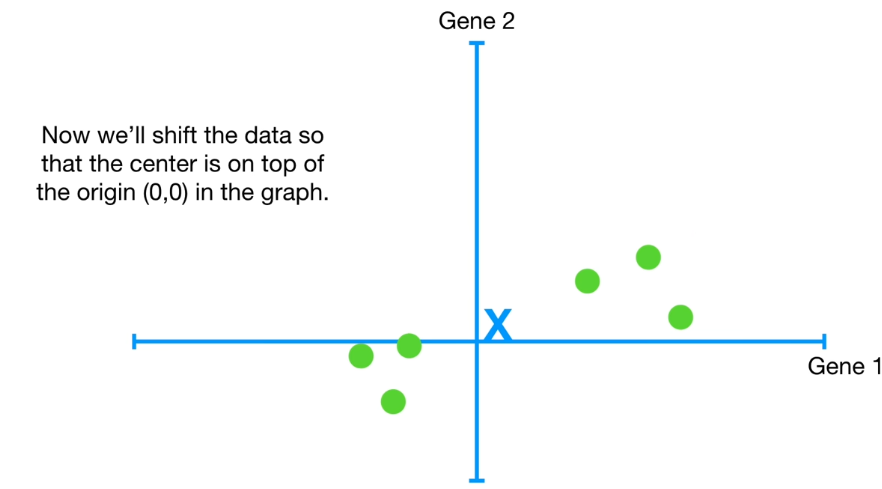 Gene 2
Now we’ll shift the data so
that the center is on top of
the origin (0,0) in the graph.
X
Gene 1